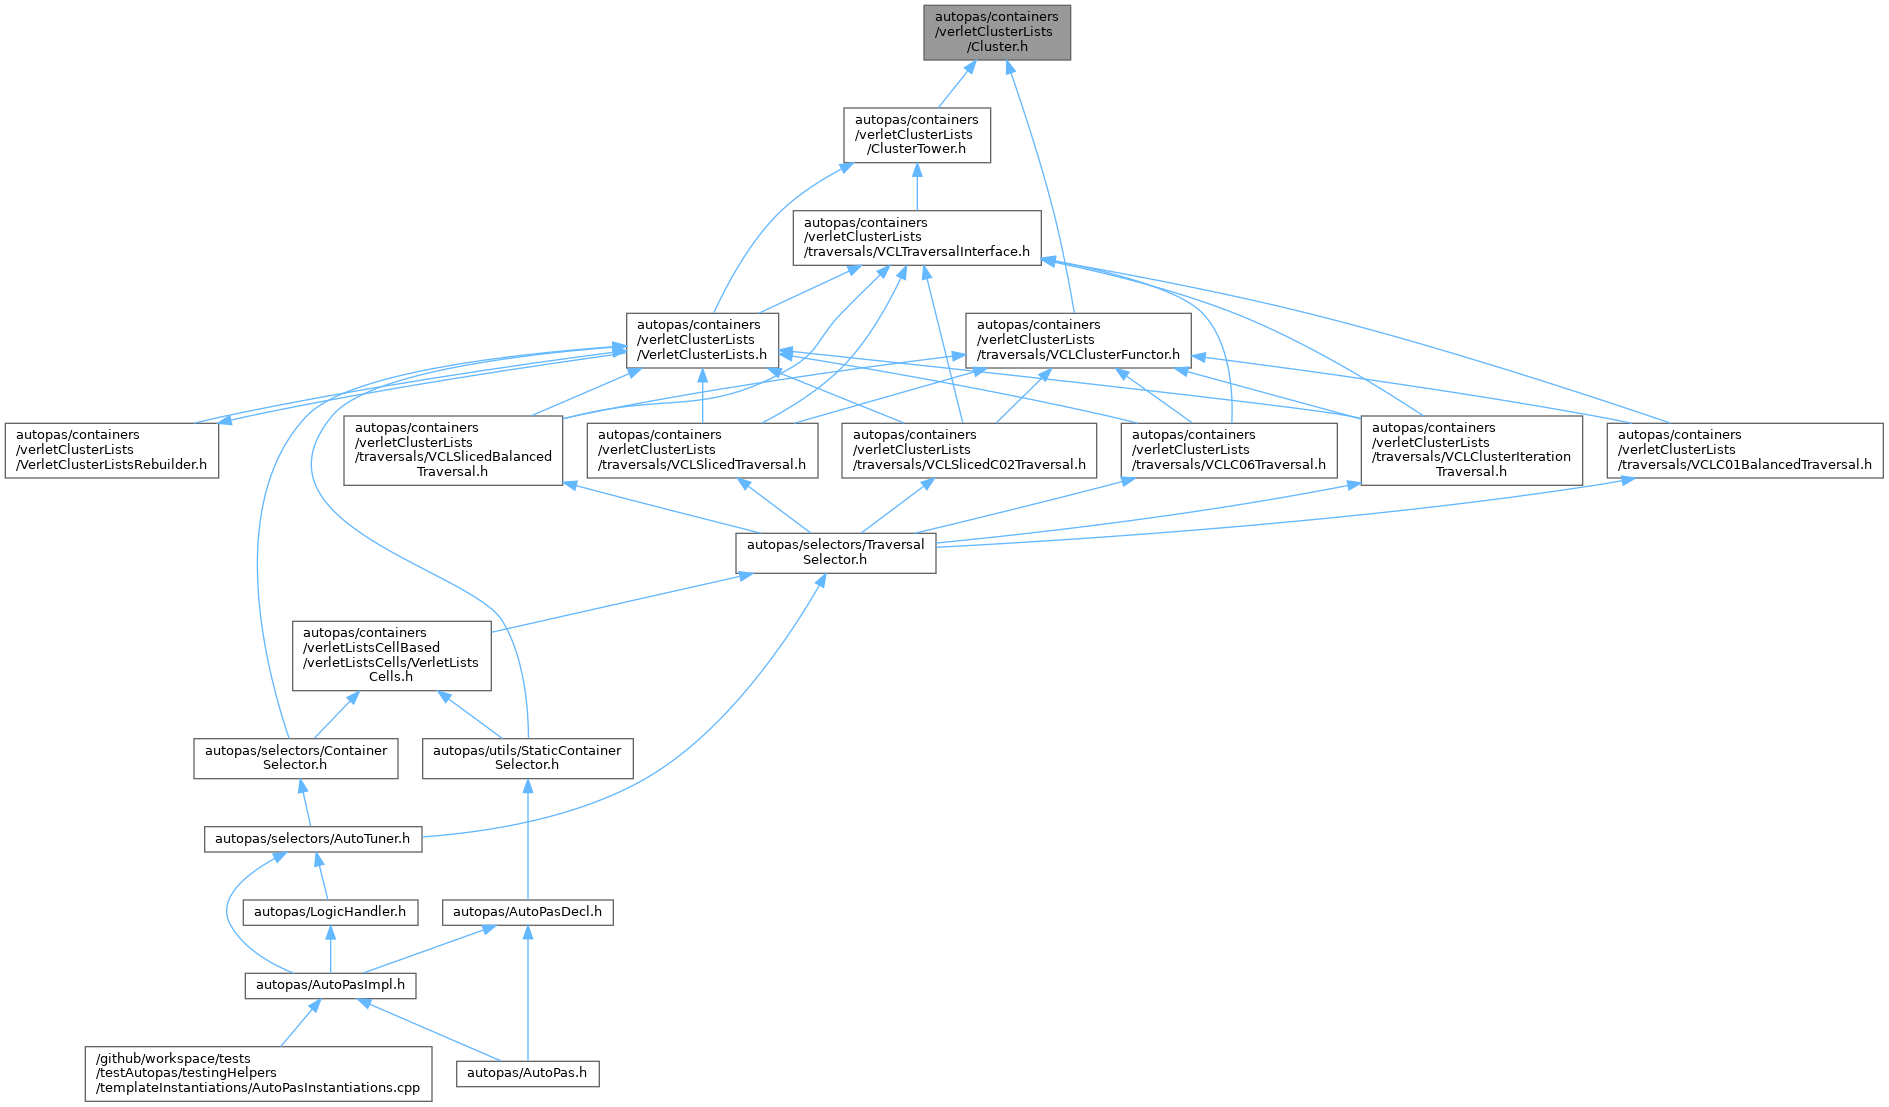 autopas/containers
/verletClusterLists
/Cluster.h
autopas/containers
/verletClusterLists
/ClusterTower.h
autopas/containers
/verletClusterLists
/traversals/VCLTraversalInterface.h
autopas/containers
/verletClusterLists
/VerletClusterLists.h
autopas/containers
/verletClusterLists
/traversals/VCLClusterFunctor.h
autopas/containers
/verletClusterLists
/VerletClusterListsRebuilder.h
autopas/containers
/verletClusterLists
/traversals/VCLSlicedBalanced
Traversal.h
autopas/containers
/verletClusterLists
/traversals/VCLSlicedTraversal.h
autopas/containers
/verletClusterLists
/traversals/VCLSlicedC02Traversal.h
autopas/containers
/verletClusterLists
/traversals/VCLC06Traversal.h
autopas/containers
/verletClusterLists
/traversals/VCLClusterIteration
Traversal.h
autopas/containers
/verletClusterLists
/traversals/VCLC01BalancedTraversal.h
autopas/selectors/Traversal
Selector.h
autopas/containers
/verletListsCellBased
/verletListsCells/VerletLists
Cells.h
autopas/selectors/Container
Selector.h
autopas/utils/StaticContainer
Selector.h
autopas/selectors/AutoTuner.h
autopas/LogicHandler.h
autopas/AutoPasDecl.h
autopas/AutoPasImpl.h
/github/workspace/tests
/testAutopas/testingHelpers
/templateInstantiations/AutoPasInstantiations.cpp
autopas/AutoPas.h